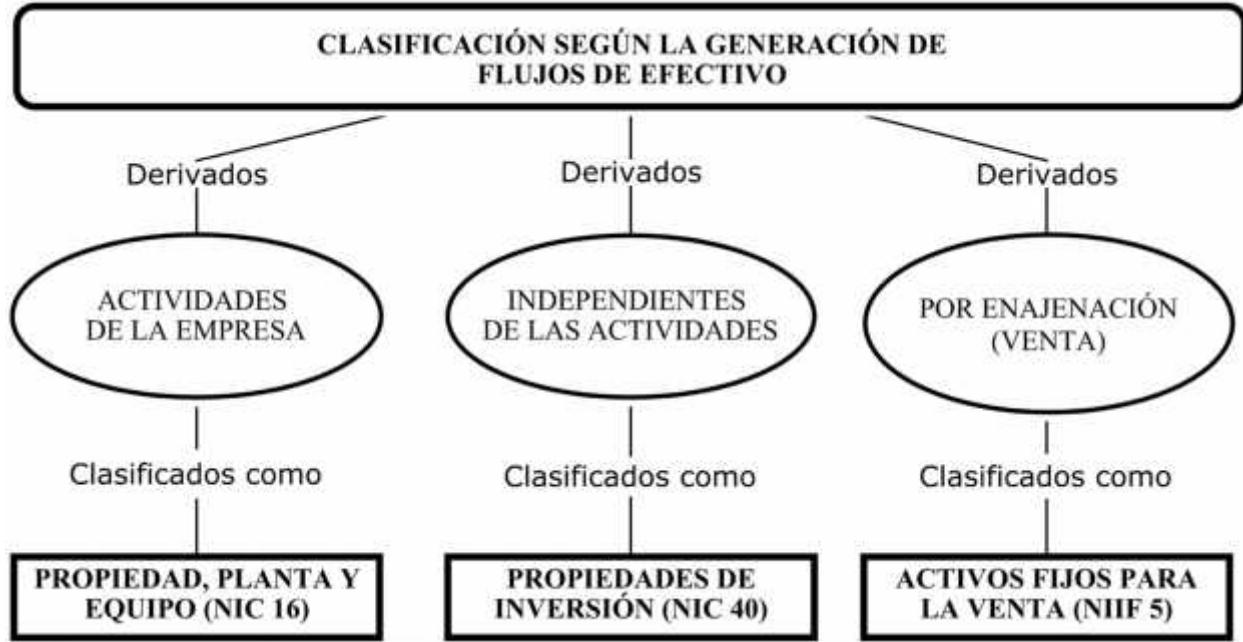 CLASIFICACIÓN SEGÚN LA GENERACIÓN DE
FLUJOS DE EFECTIVO
Derivados
Derivados
Derivados
ACTIVIDADES
DE LA EMPRESA
INDEPENDIENTES
DE LAS ACTIVIDADES
POR ENAJENACIÓN
(VENTA)
Clasificados como
Clasificados como
Clasificados como
PROPIEDAD, PLANTA Y
EQUIPO (NIC 16)
PROPIEDADES DE
INVERSIÓN (NIC 40)
ACTIVOS FIJOS PARA
LA VENTA (NIIF 5)